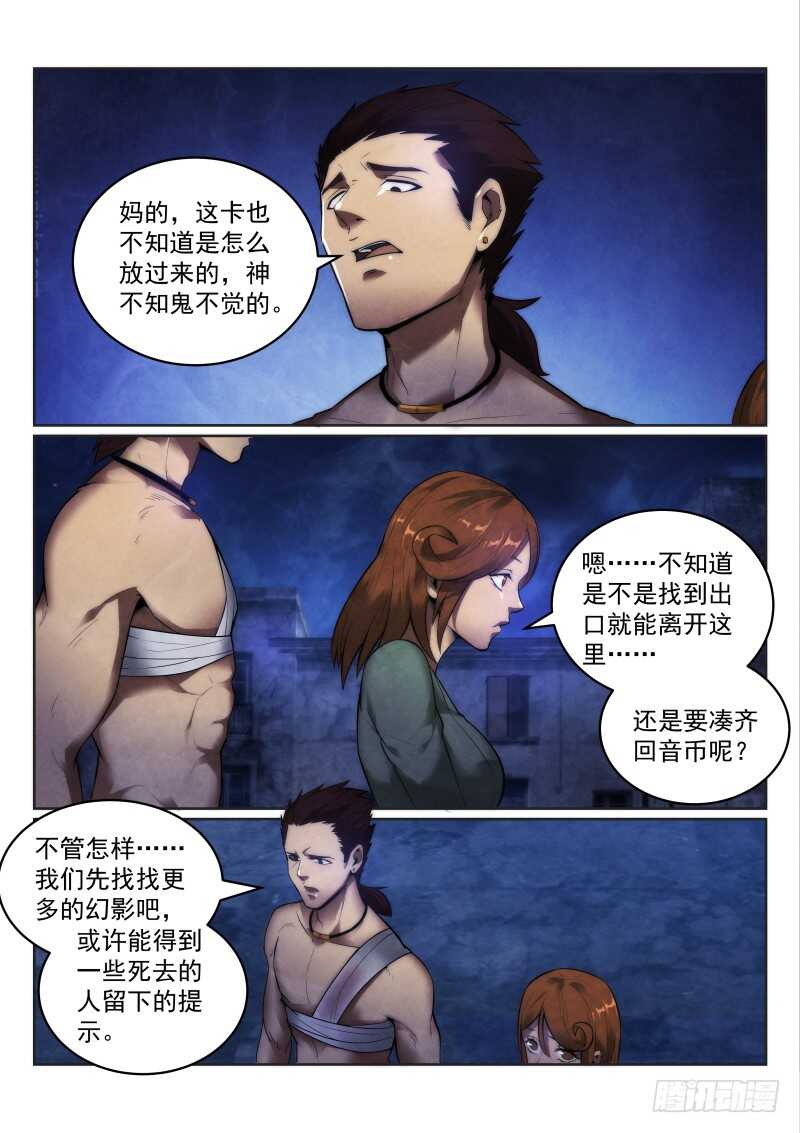 妈的，这卡也
不知道是怎么
放过来的，神
不知鬼不觉的。
嗯……不知道
是不是找到出
口就能离开这
里……
还是要凑齐
回音币呢？
不管怎样……
我们先找找更
多的幻影吧，
或许能得到
一些死去的
人留下的提
示。
腾讯动漫